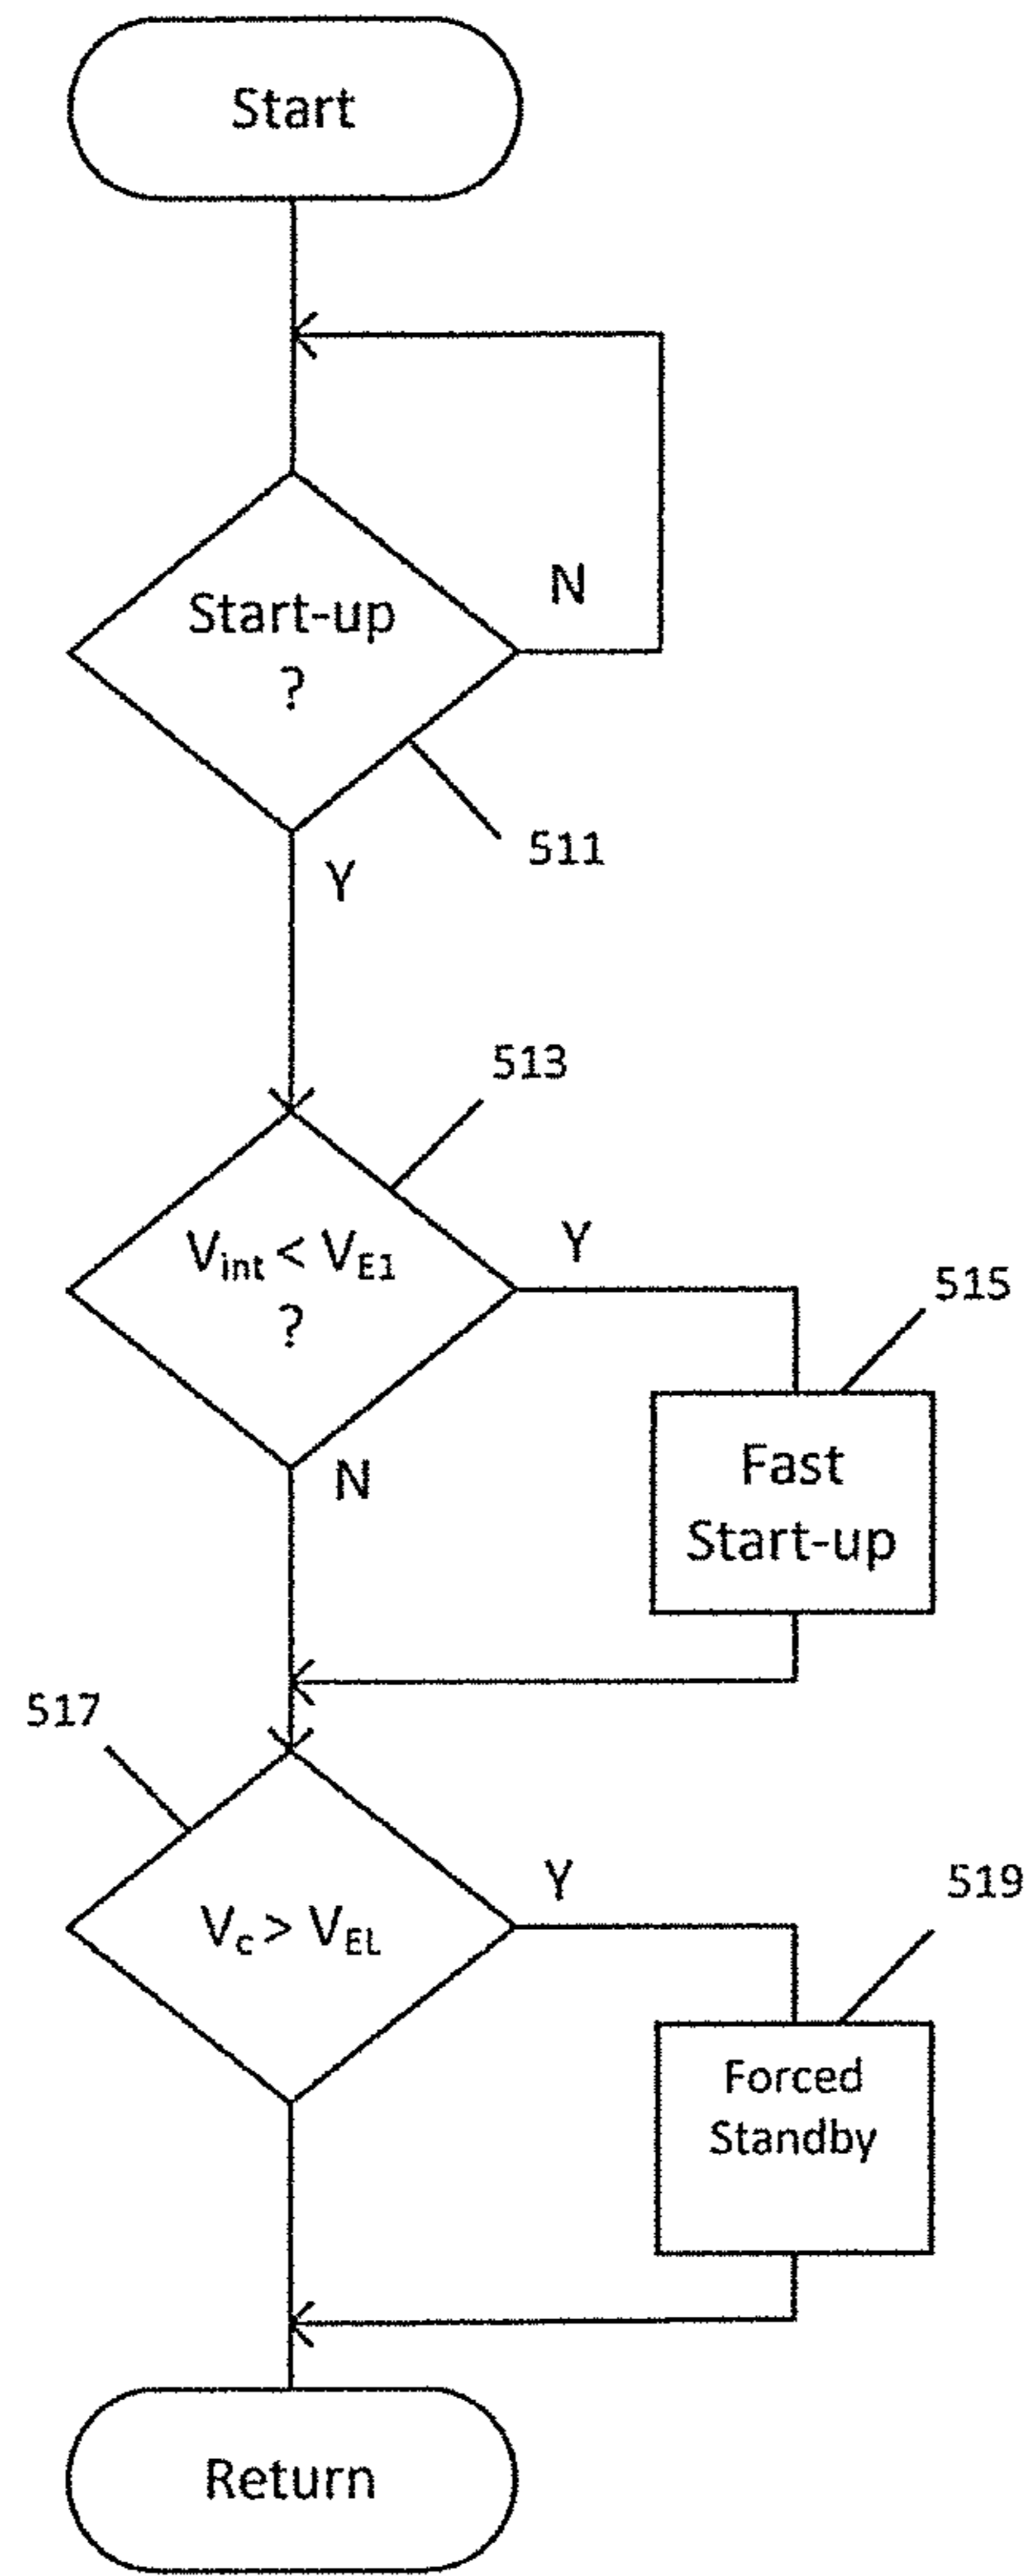 Start
N
Start-up
?
511
Y
513
Y
Vint < VE1
?
515
N
Fast
Start-up
517
Y
519
Vc > VEL
Forced
Standby
Return